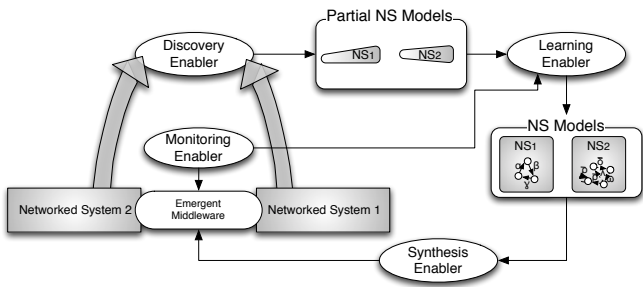 Partial NS Models
Discovery
Enabler
NS1
NS2
Learning
Enabler
NS Models
Monitoring
Enabler
NS1
NS2
α
β
γ
δ
Networked System 2
Emergent
Middleware
Networked System 1
Synthesis
Enabler